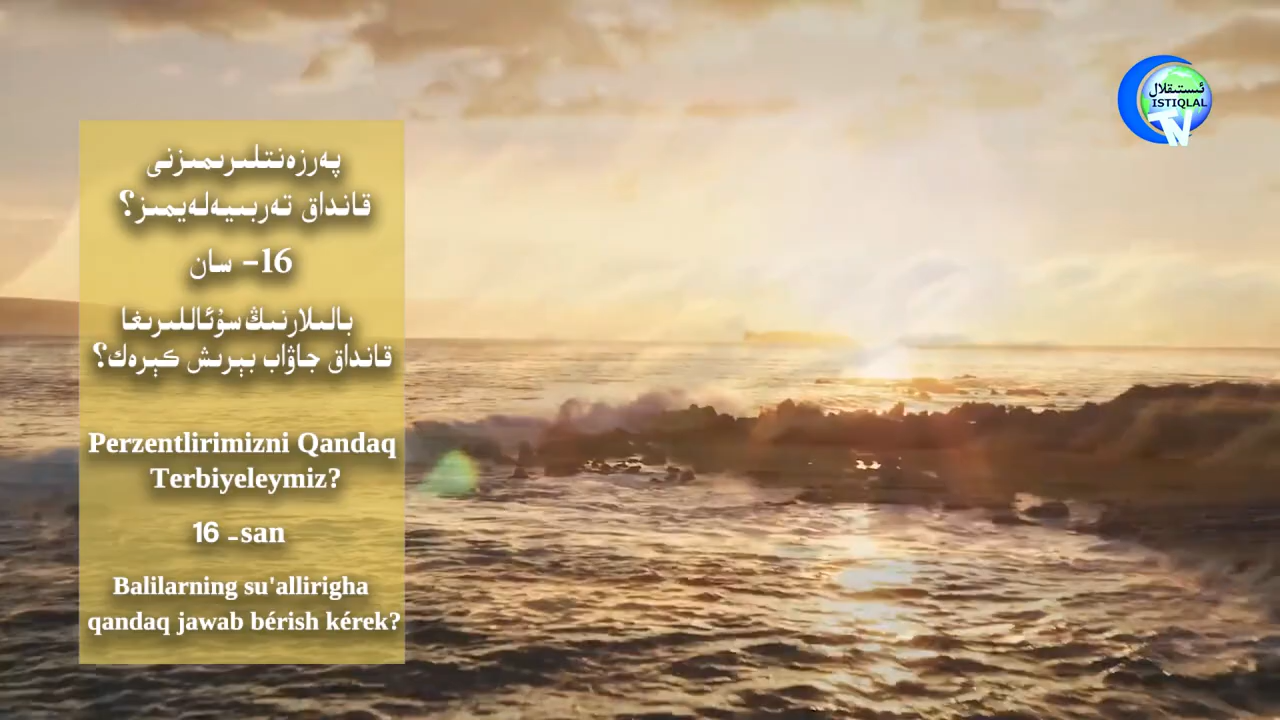 پەرزەنتلىرىمىزنى
قانداق تەربىيەلەيمىز؟
16- سان
بالىلارنىڭ سۇئاللىرىغا
قانداق جاۋاب بېرىش كېرەك؟
Perzentlirimizni Qandaq
Terbiyeleymiz?
16 -san
Balilarning su'allirigha
qandaq jawab bérish kérek?
ئىستىقلال
ISTIQLAL
TV